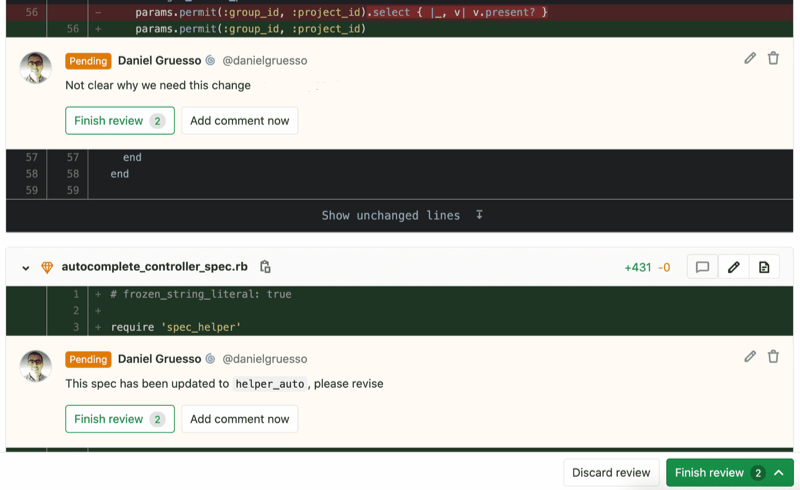 56 - params.permit(:group_id, :project_id).select { |_, v| v.present? }
56 + params.permit(:group_id, :project_id)
Pending Daniel Gruesso @danielgruesso
Not clear why we need this change
Finish review 2 Add comment now
57 57 end
58 58 end
59 59
Show unchanged lines
autocomplete_controller_spec.rb +431 -0
1 + # frozen_string_literal: true
2 +
3 + require 'spec_helper'
Pending Daniel Gruesso @danielgruesso
This spec has been updated to helper_auto, please revise
Finish review 2 Add comment now
Discard review Finish review 2